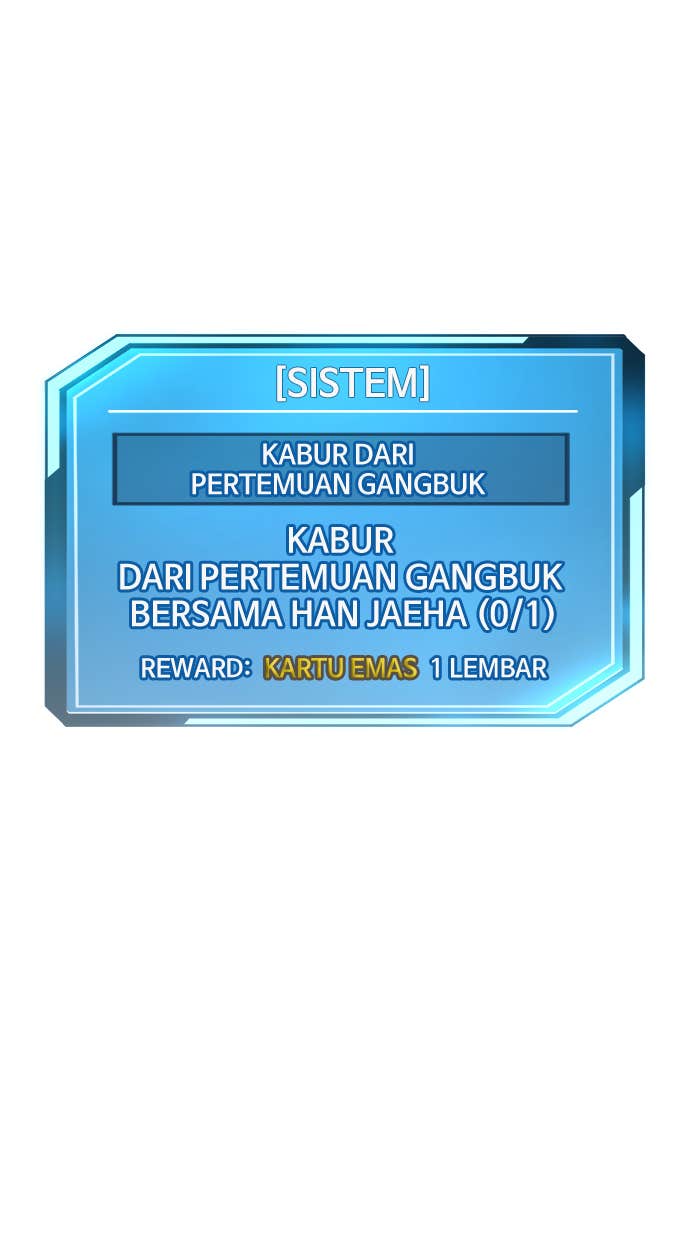 [SISTEM]
KABUR DARI
PERTEMUAN GANGBUK
KABUR
DARI PERTEMUAN GANGBUK
BERSAMA HAN JAEHA (0/1)
REWARD: KARTU EMAS 1 LEMBAR